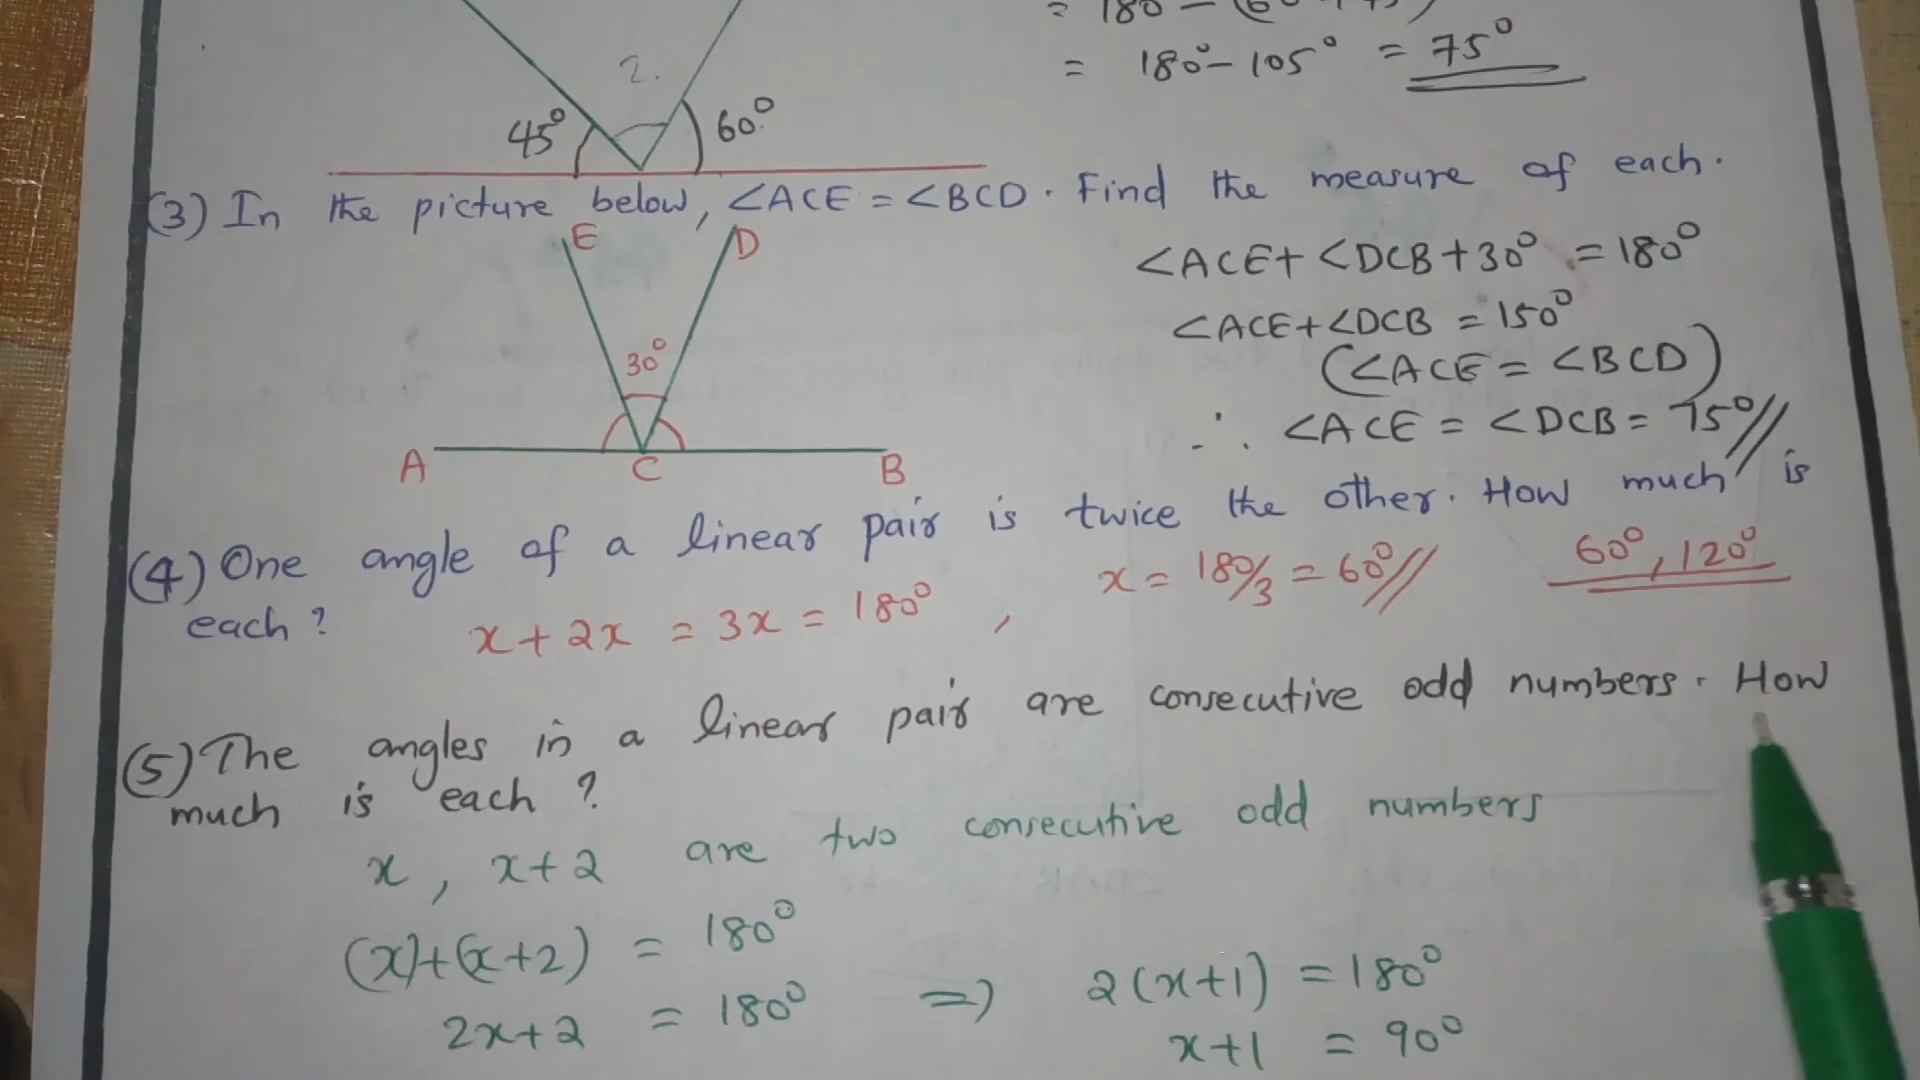 = 180 - (60
= 180° - 105° = 75°
2.
45°
60°
(3) In the picture below, <ACE = <BCD. Find the measure of each.
E
D
30°
A
C
B
<ACE + <DCB + 30° = 180°
<ACE + <DCB = 150°
(<ACE = <BCD)
∴ <ACE = <DCB = 75°//
(4) One angle of a linear pair is twice the other. How much is
each?
x + 2x = 3x = 180°, x = 180/3 = 60°//
60°, 120°
(5) The angles in a linear pair are consecutive odd numbers. How
much is each?
x, x+2 are two consecutive odd numbers
(x)+(x+2) = 180°
2x+2 = 180° => 2(x+1) = 180°
x+1 = 90°